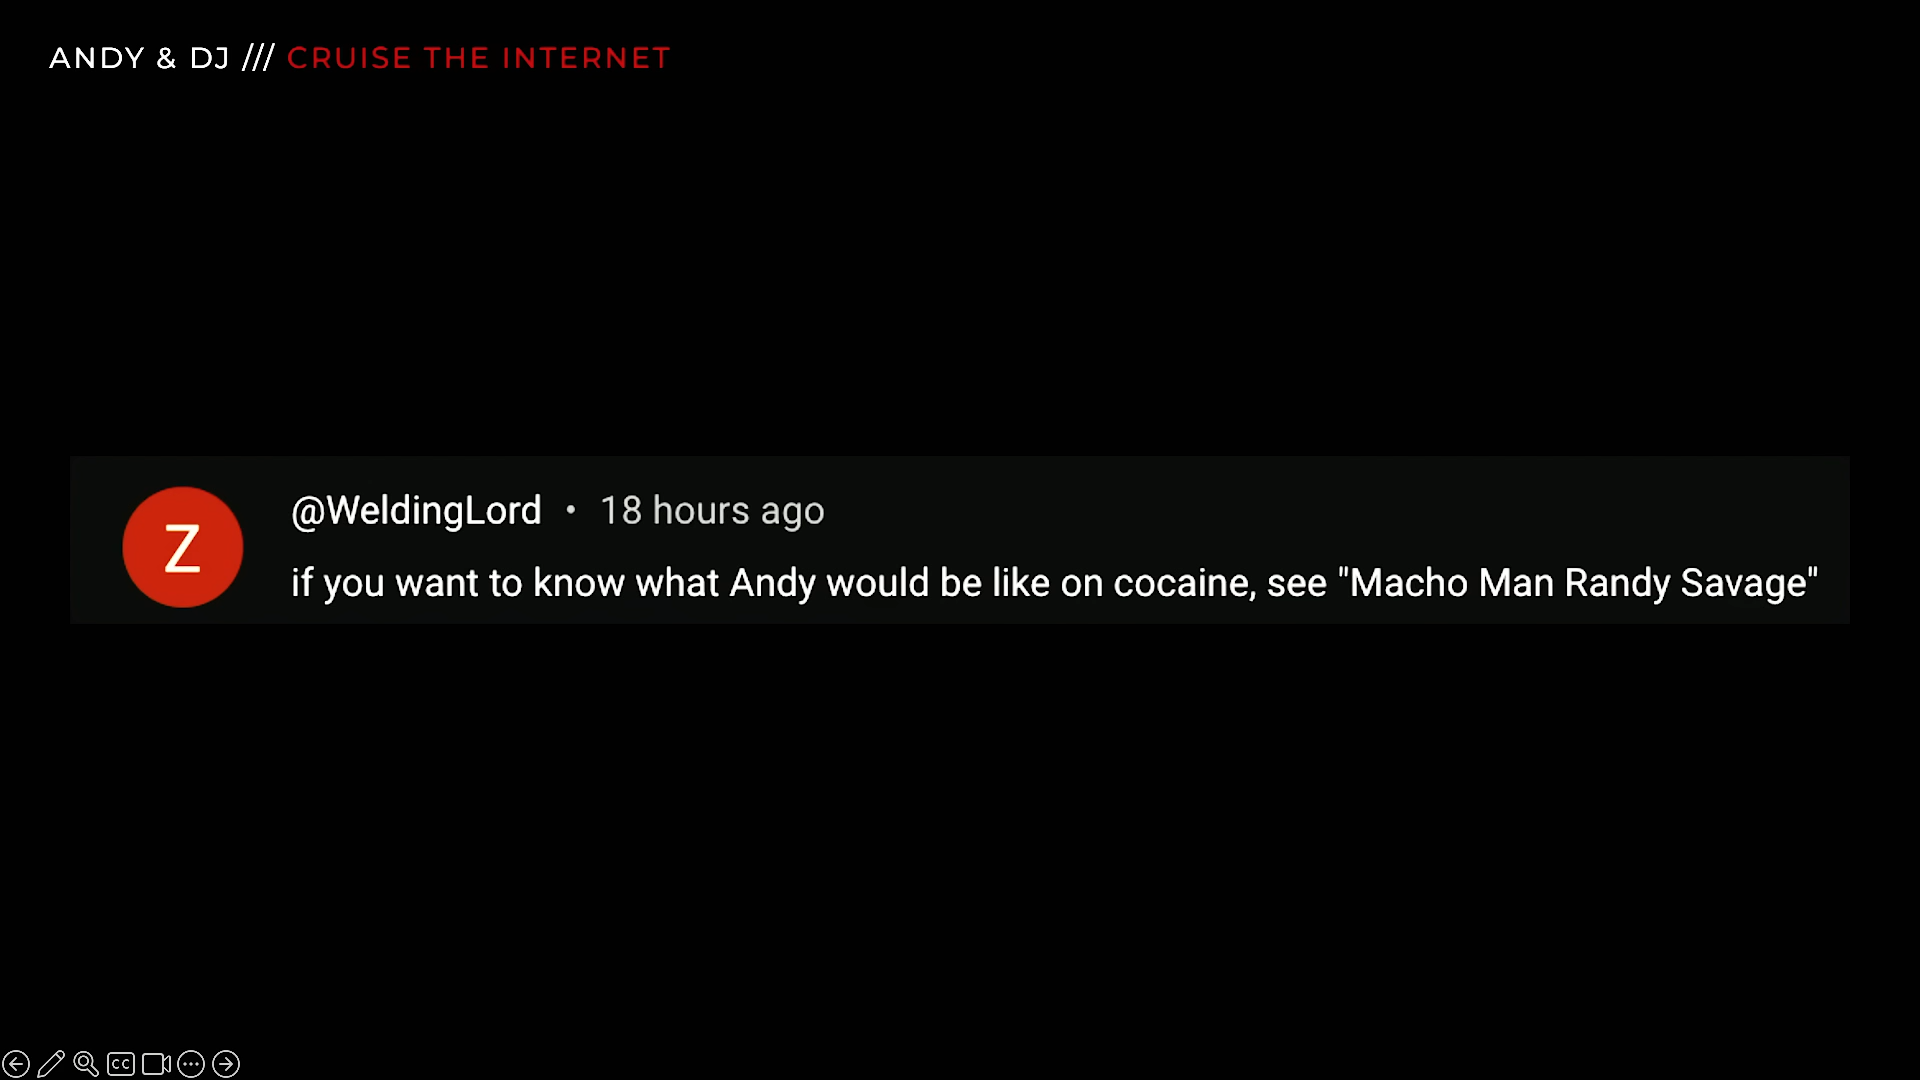 ANDY & DJ /// CRUISE THE INTERNET
Z
@WeldingLord • 18 hours ago
if you want to know what Andy would be like on cocaine, see "Macho Man Randy Savage"
CC